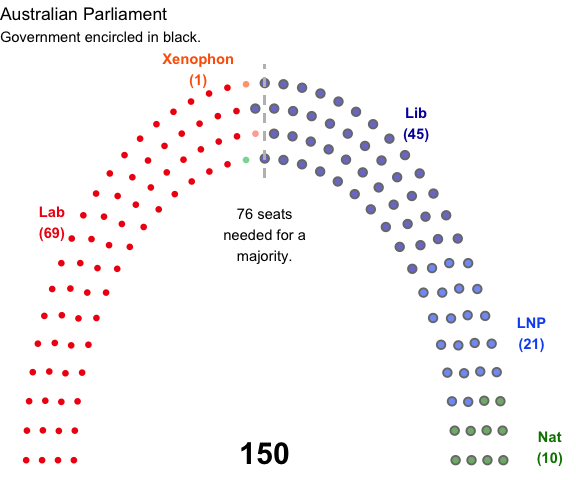 Australian Parliament
Government encircled in black.
Xenophon
(1)
Lib
(45)
Lab
(69)
76 seats
needed for a
majority.
LNP
(21)
Nat
(10)
150